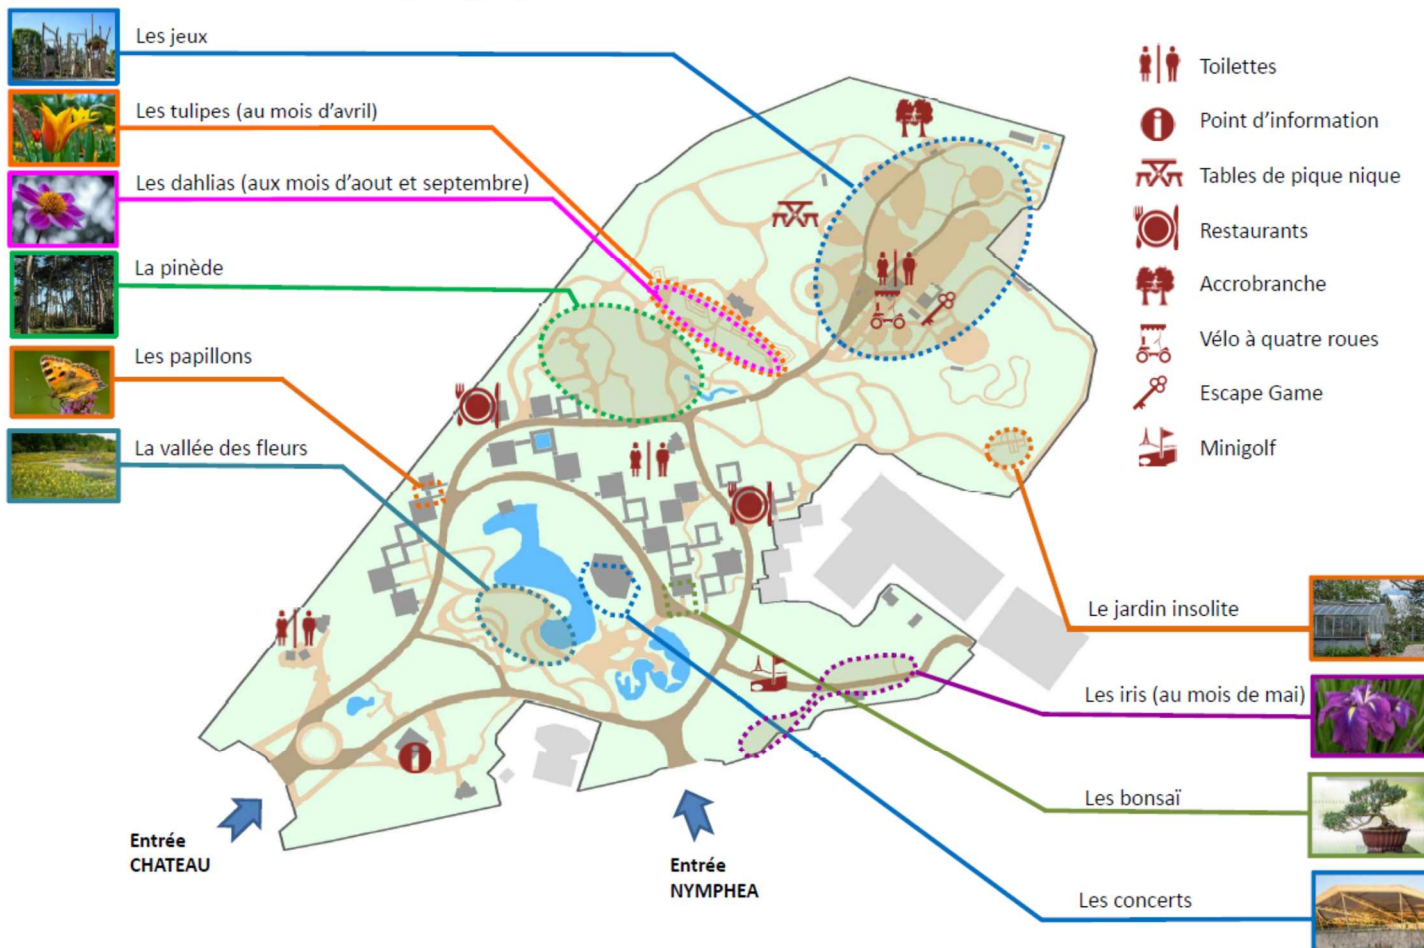 Les jeux
Les tulipes (au mois d'avril)
Les dahlias (aux mois d'aout et septembre)
La pinède
Les papillons
La vallée des fleurs
Toilettes
Point d'information
Tables de pique nique
Restaurants
Accrobranche
Vélo à quatre roues
Escape Game
Minigolf
Le jardin insolite
Les iris (au mois de mai)
Les bonsaï
Les concerts
Entrée
CHATEAU
Entrée
NYMPHEA